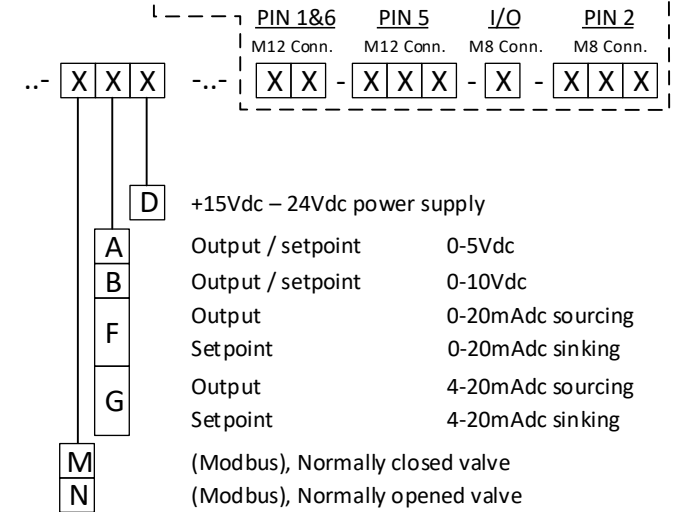 PIN 1&6 PIN 5 I/O PIN 2
M12 Conn. M12 Conn. M8 Conn. M8 Conn.
..- X X X -..- X X - X X X - X - X X X
D +15Vdc – 24Vdc power supply
A Output / setpoint 0-5Vdc
B Output / setpoint 0-10Vdc
F Output 0-20mAdc sourcing
Setpoint 0-20mAdc sinking
G Output 4-20mAdc sourcing
Setpoint 4-20mAdc sinking
M (Modbus), Normally closed valve
N (Modbus), Normally opened valve